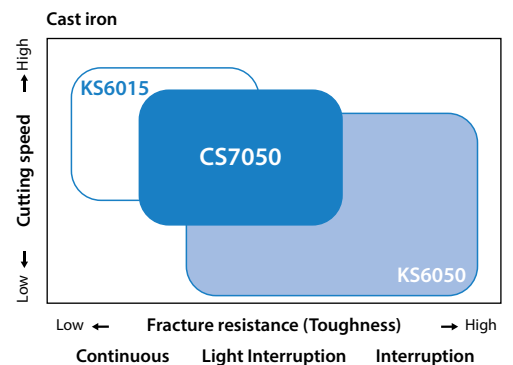 Cast iron
High
Cutting speed
Low
KS6015
CS7050
KS6050
Low ← Fracture resistance (Toughness) → High
Continuous Light Interruption Interruption